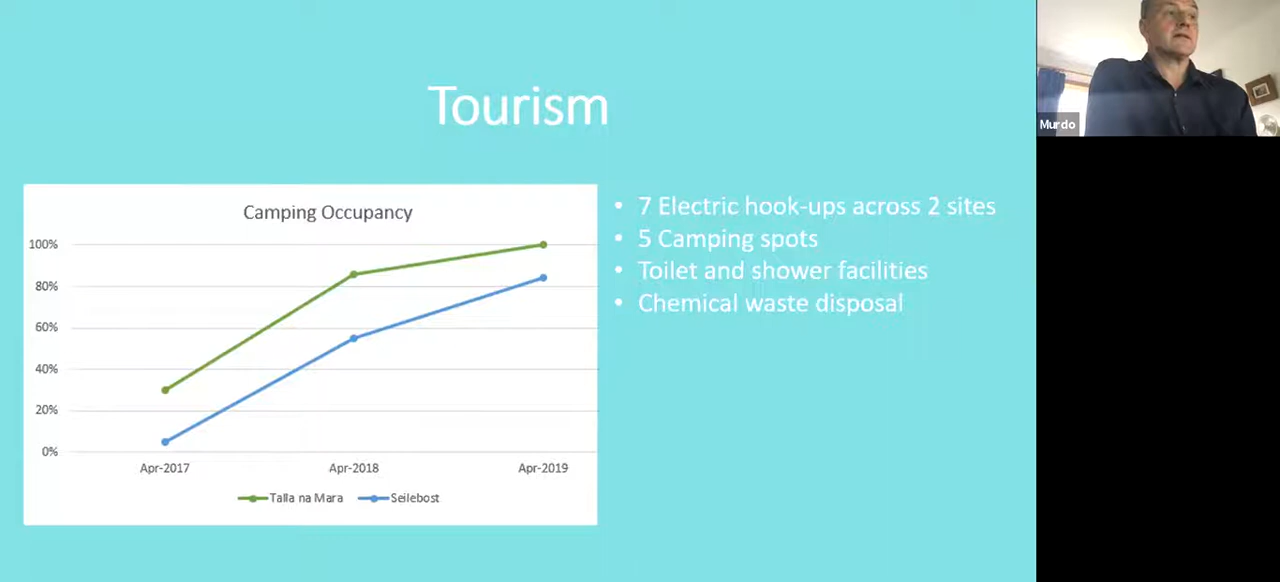 Tourism
Camping Occupancy
100%
80%
60%
40%
20%
0%
Apr-2017 Apr-2018 Apr-2019
Talla na Mara Seilebost
• 7 Electric hook-ups across 2 sites
• 5 Camping spots
• Toilet and shower facilities
• Chemical waste disposal
Murdo